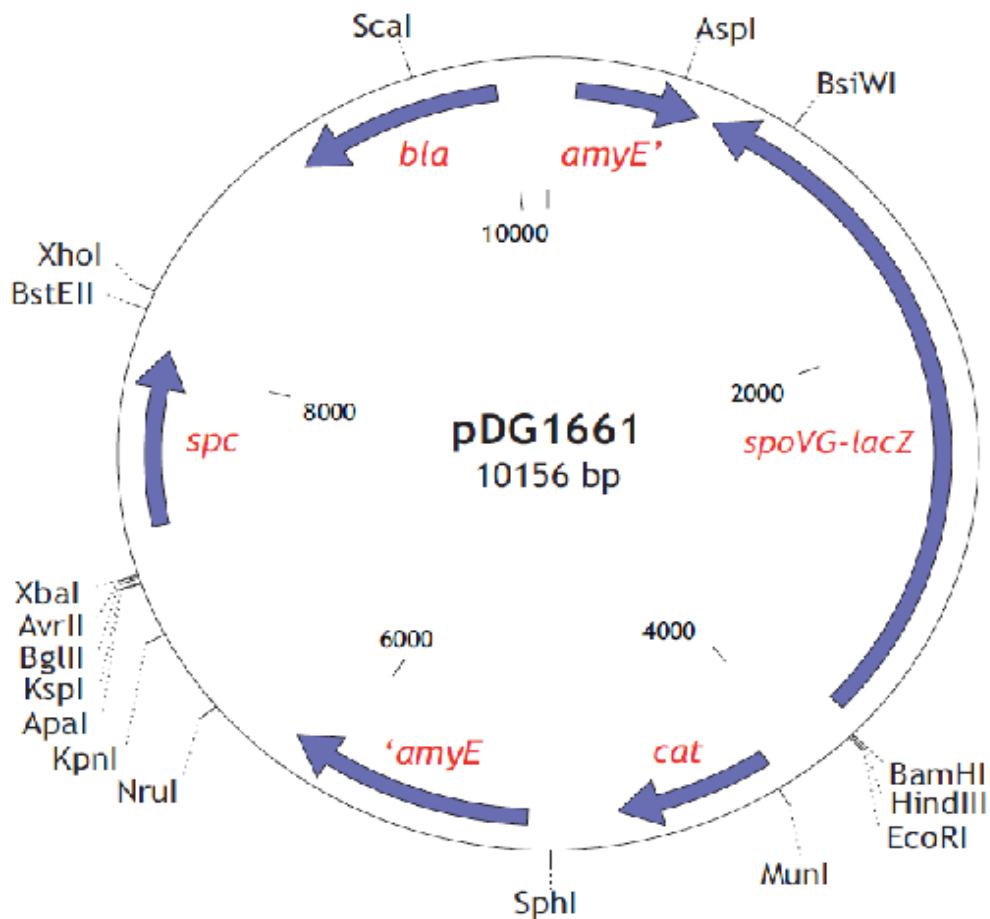 ScaI
AspI
BsiWI
bla
amyE’
10000
XhoI
BstEII
8000
2000
spc
pDG1661
10156 bp
spoVG-lacZ
XbaI
AvrII
BglII
KspI
ApaI
KpnI
NruI
6000
4000
‘amyE
cat
BamHI
HindIII
EcoRI
MunI
SphI